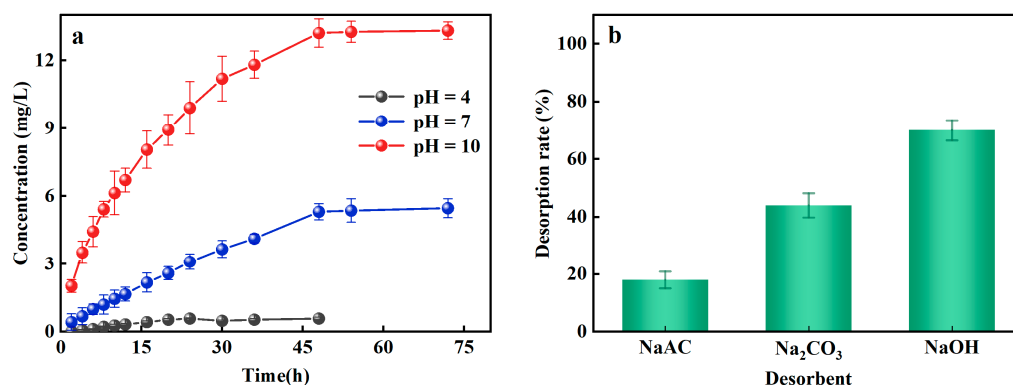 a
Concentration (mg/L)
12
9
6
3
0
pH = 4
pH = 7
pH = 10
0 15 30 45 60 75
Time(h)
b
Desorption rate (%)
100
80
60
40
20
0
NaAC Na₂CO₃ NaOH
Desorbent